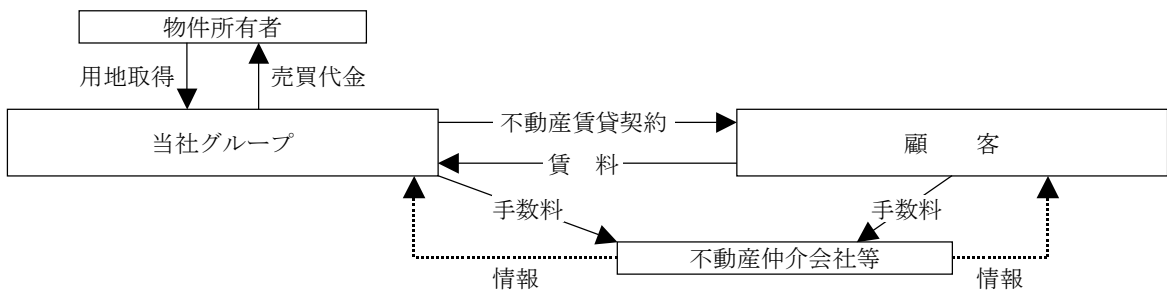 物件所有者
用地取得
売買代金
当社グループ
不動産賃貸契約
賃　料
顧　　客
手数料
手数料
不動産仲介会社等
情報
情報